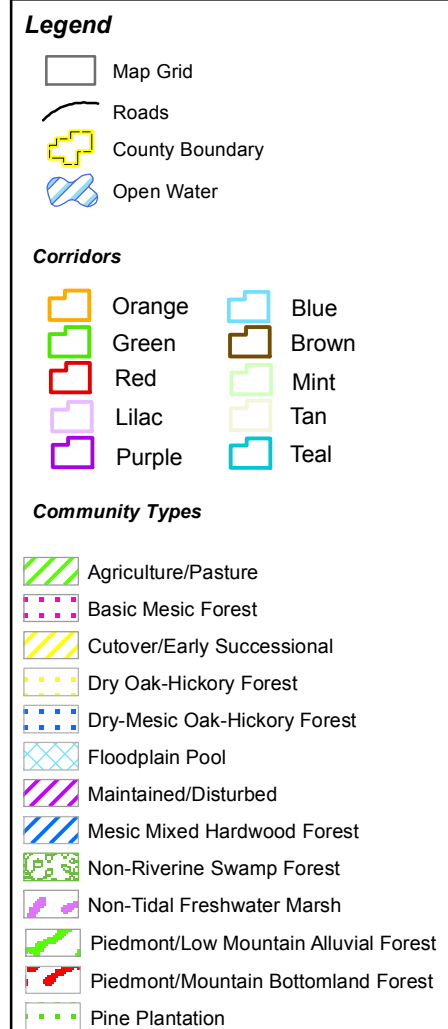 Legend
Map Grid
Roads
County Boundary
Open Water
Corridors
Orange
Blue
Green
Brown
Red
Mint
Lilac
Tan
Purple
Teal
Community Types
Agriculture/Pasture
Basic Mesic Forest
Cutover/Early Successional
Dry Oak-Hickory Forest
Dry-Mesic Oak-Hickory Forest
Floodplain Pool
Maintained/Disturbed
Mesic Mixed Hardwood Forest
Non-Riverine Swamp Forest
Non-Tidal Freshwater Marsh
Piedmont/Low Mountain Alluvial Forest
Piedmont/Mountain Bottomland Forest
Pine Plantation